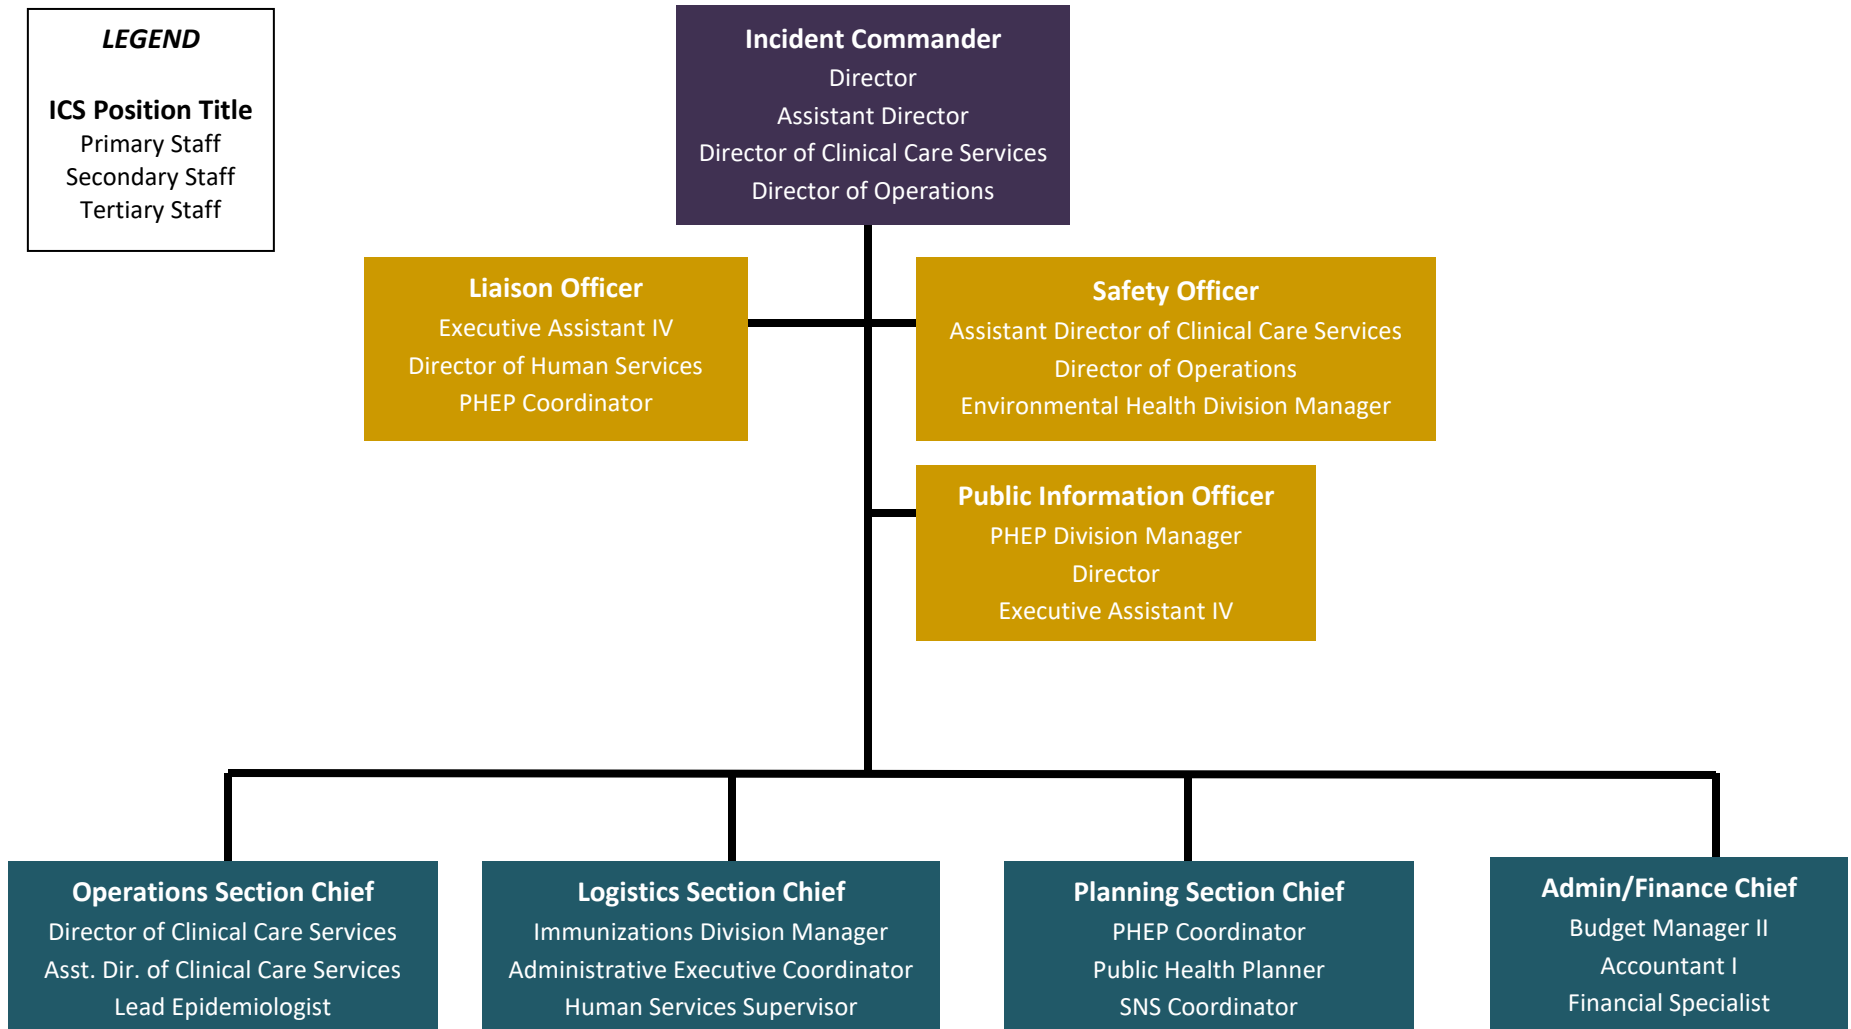 LEGEND
ICS Position Title
Primary Staff
Secondary Staff
Tertiary Staff
Incident Commander
Director
Assistant Director
Director of Clinical Care Services
Director of Operations
Liaison Officer
Executive Assistant IV
Director of Human Services
PHEP Coordinator
Safety Officer
Assistant Director of Clinical Care Services
Director of Operations
Environmental Health Division Manager
Public Information Officer
PHEP Division Manager
Director
Executive Assistant IV
Operations Section Chief
Director of Clinical Care Services
Asst. Dir. of Clinical Care Services
Lead Epidemiologist
Logistics Section Chief
Immunizations Division Manager
Administrative Executive Coordinator
Human Services Supervisor
Planning Section Chief
PHEP Coordinator
Public Health Planner
SNS Coordinator
Admin/Finance Chief
Budget Manager II
Accountant I
Financial Specialist